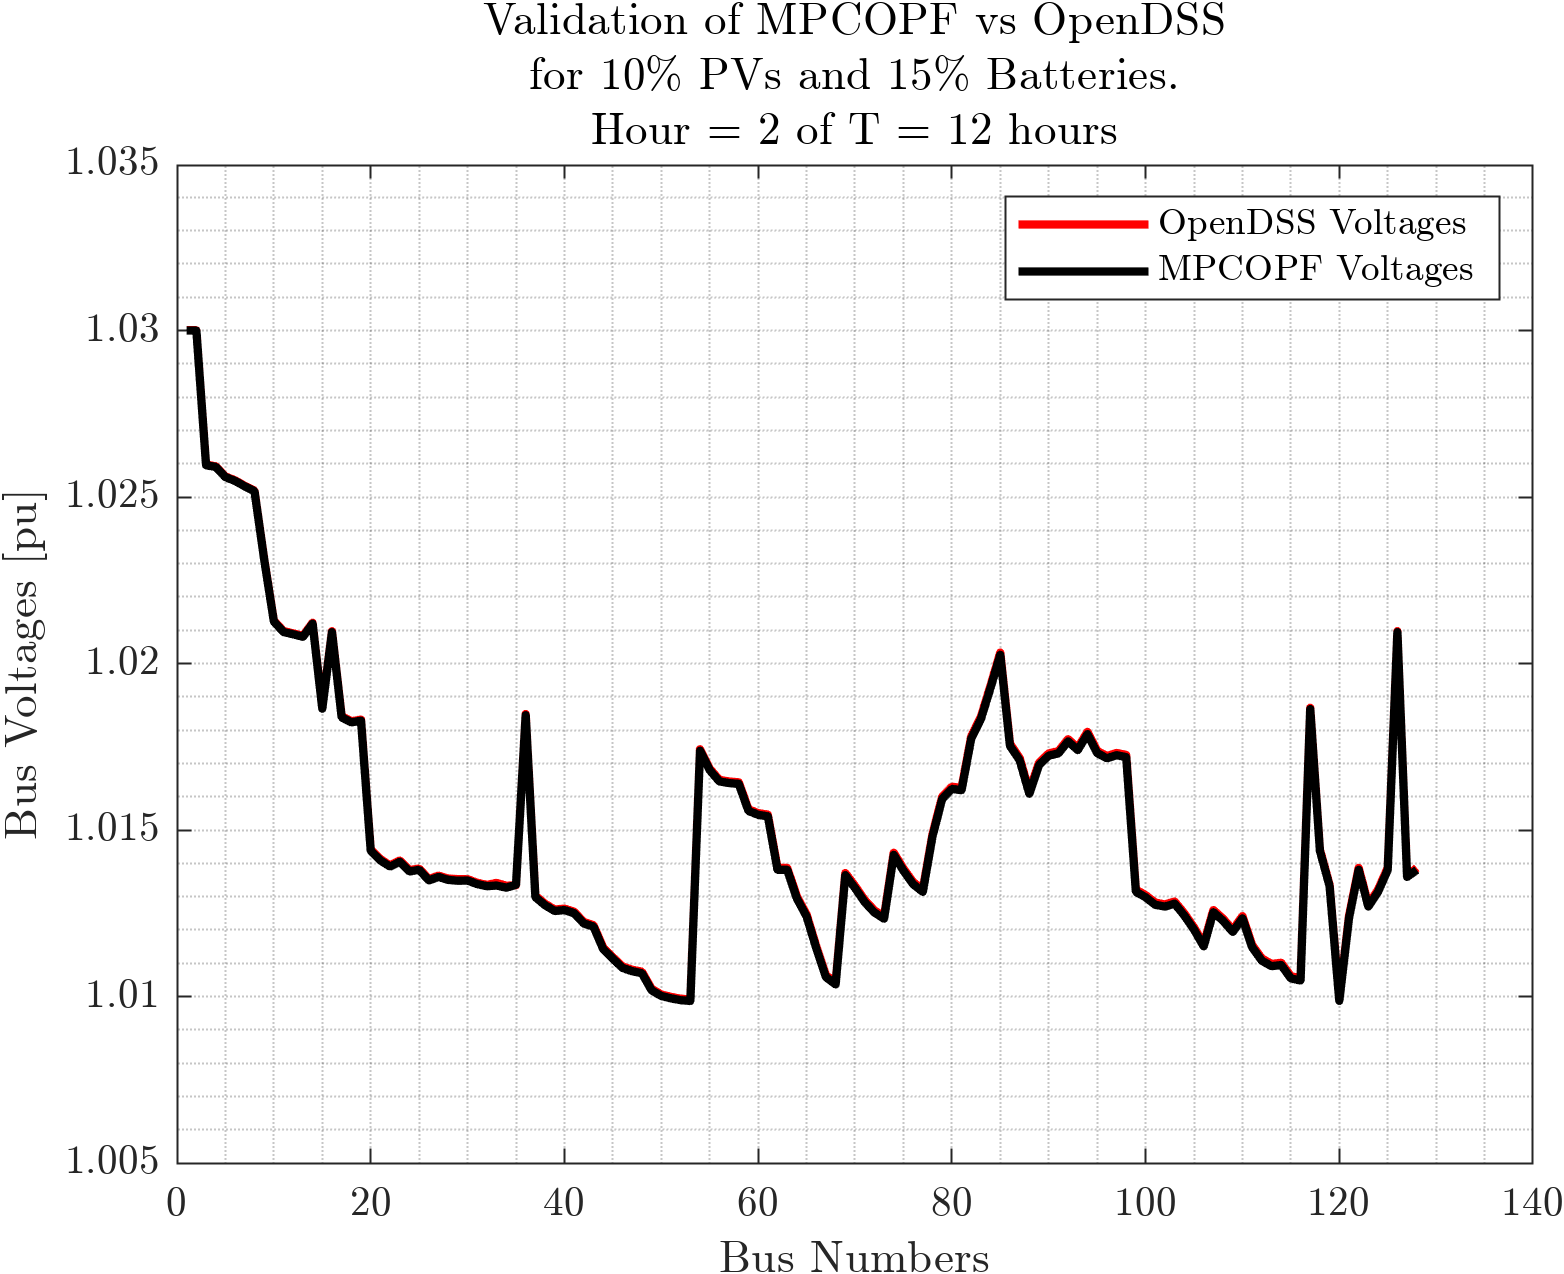 Validation of MPCOPF vs OpenDSS
for 10% PVs and 15% Batteries.
Hour = 2 of T = 12 hours
OpenDSS Voltages
MPCOPF Voltages
Bus Voltages [pu]
1.035
1.03
1.025
1.02
1.015
1.01
1.005
0 20 40 60 80 100 120 140
Bus Numbers